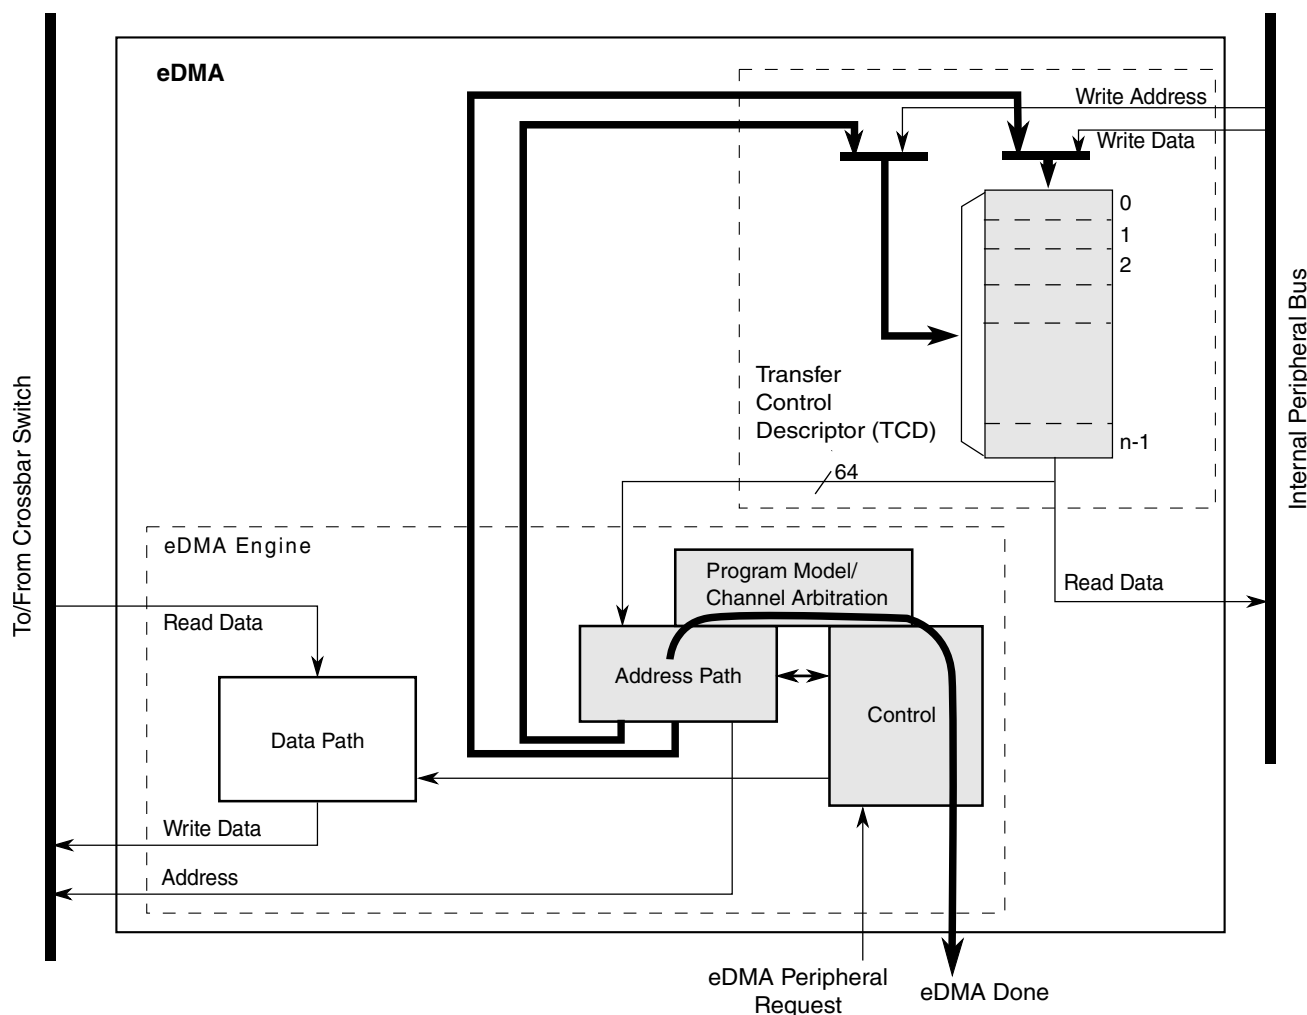 eDMA
Write Address
Write Data
0
1
2
n-1
Transfer
Control
Descriptor (TCD)
64
To/From Crossbar Switch
Internal Peripheral Bus
eDMA Engine
Program Model/
Channel Arbitration
Read Data
Read Data
Address Path
Control
Data Path
Write Data
Address
eDMA Peripheral
Request
eDMA Done